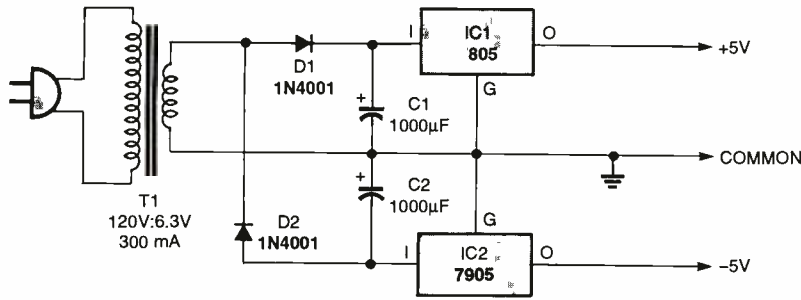 I
IC1
805
O
+5V
D1
1N4001
G
+
C1
1000µF
COMMON
T1
120V:6.3V
300 mA
+
C2
1000µF
D2
1N4001
G
I
IC2
7905
O
−5V